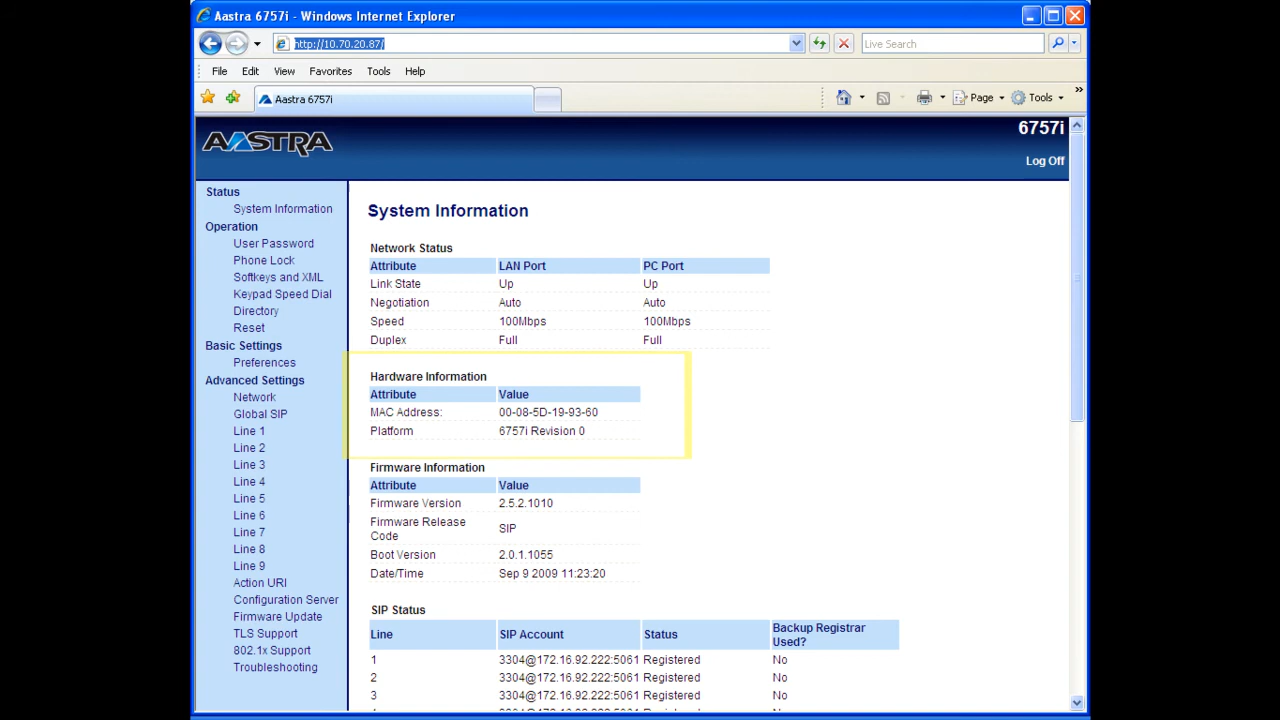 Aastra 6757i - Windows Internet Explorer
http://10.70.20.87/
Live Search
File Edit View Favorites Tools Help
Aastra 6757i
Page Tools »
AASTRA
6757i
Log Off
Status
System Information
Operation
User Password
Phone Lock
Softkeys and XML
Keypad Speed Dial
Directory
Reset
Basic Settings
Preferences
Advanced Settings
Network
Global SIP
Line 1
Line 2
Line 3
Line 4
Line 5
Line 6
Line 7
Line 8
Line 9
Action URI
Configuration Server
Firmware Update
TLS Support
802.1x Support
Troubleshooting
System Information
Network Status
Attribute LAN Port PC Port
Link State Up Up
Negotiation Auto Auto
Speed 100Mbps 100Mbps
Duplex Full Full
Hardware Information
Attribute Value
MAC Address: 00-08-5D-19-93-60
Platform 6757i Revision 0
Firmware Information
Attribute Value
Firmware Version 2.5.2.1010
Firmware Release
Code SIP
Boot Version 2.0.1.1055
Date/Time Sep 9 2009 11:23:20
SIP Status
Line SIP Account Status Backup Registrar
Used?
1 3304@172.16.92.222:5061 Registered No
2 3304@172.16.92.222:5061 Registered No
3 3304@172.16.92.222:5061 Registered No